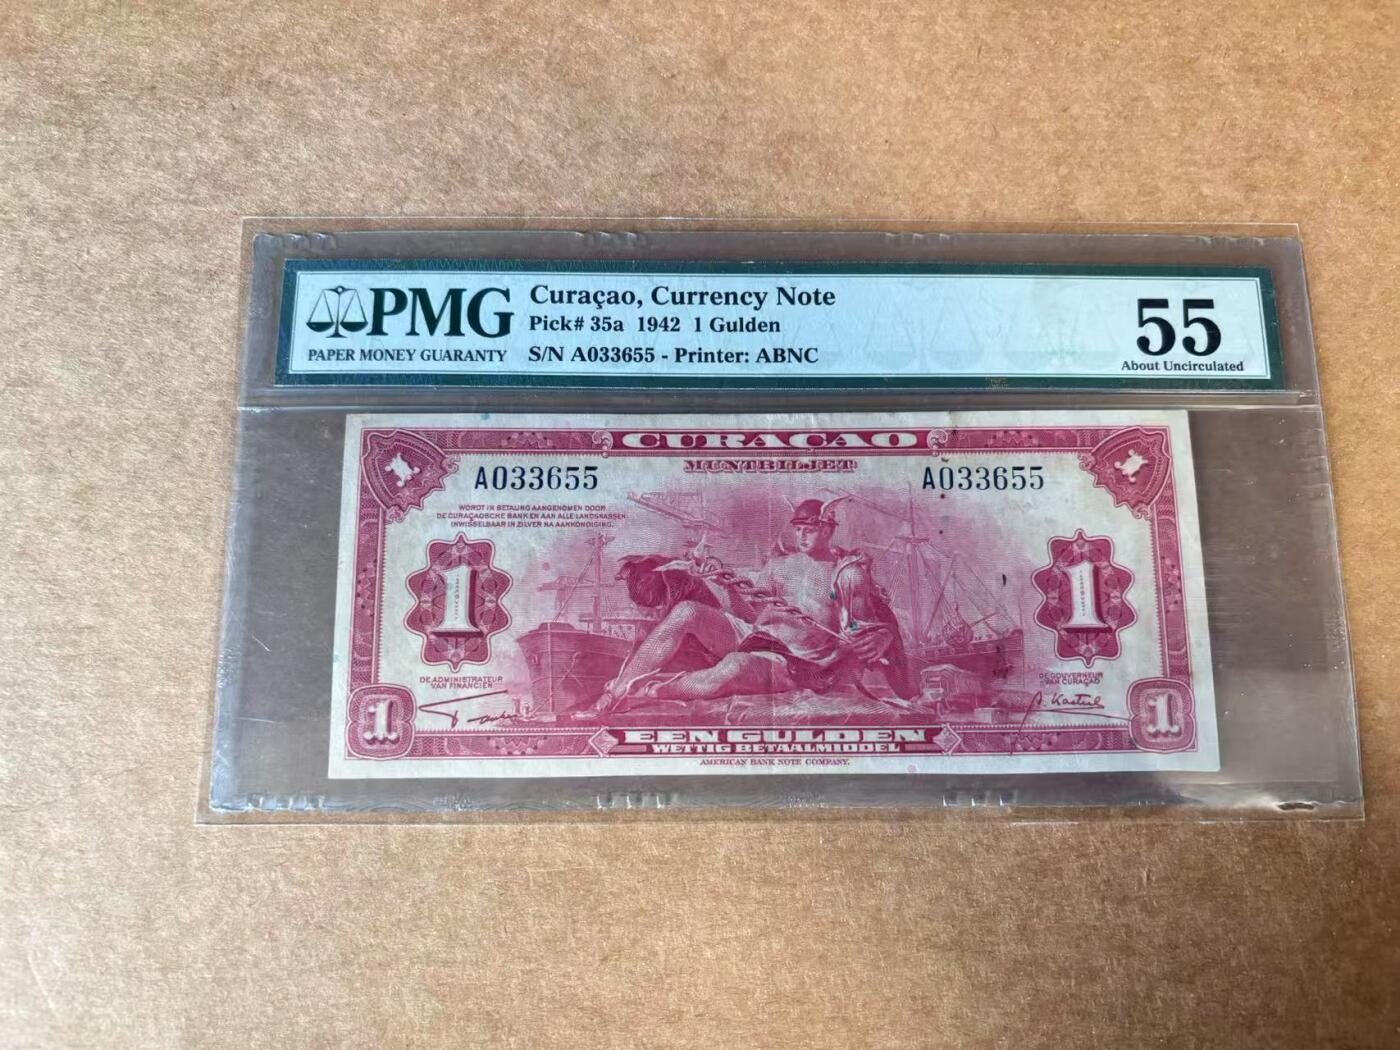 PMG
PAPER MONEY GUARANTY
Curaçao, Currency Note
Pick# 35a 1942 1 Gulden
S/N A033655 - Printer: ABNC
55
About Uncirculated
CURAÇAO
MUNTBILJET
A033655 A033655
WORDT IN BETALING AANGENOMEN DOOR
DE CURAÇAOSCHE BANK EN AAN ALLE LANDSKASSEN
INWISSELBAAR IN ZILVER NA AANKONDIGING.
1 1
DE ADMINISTRATEUR
VAN FINANCIËN
DE GOUVERNEUR
VAN CURAÇAO
1 1
EEN GULDEN
WETTIG BETAALMIDDEL
AMERICAN BANK NOTE COMPANY.